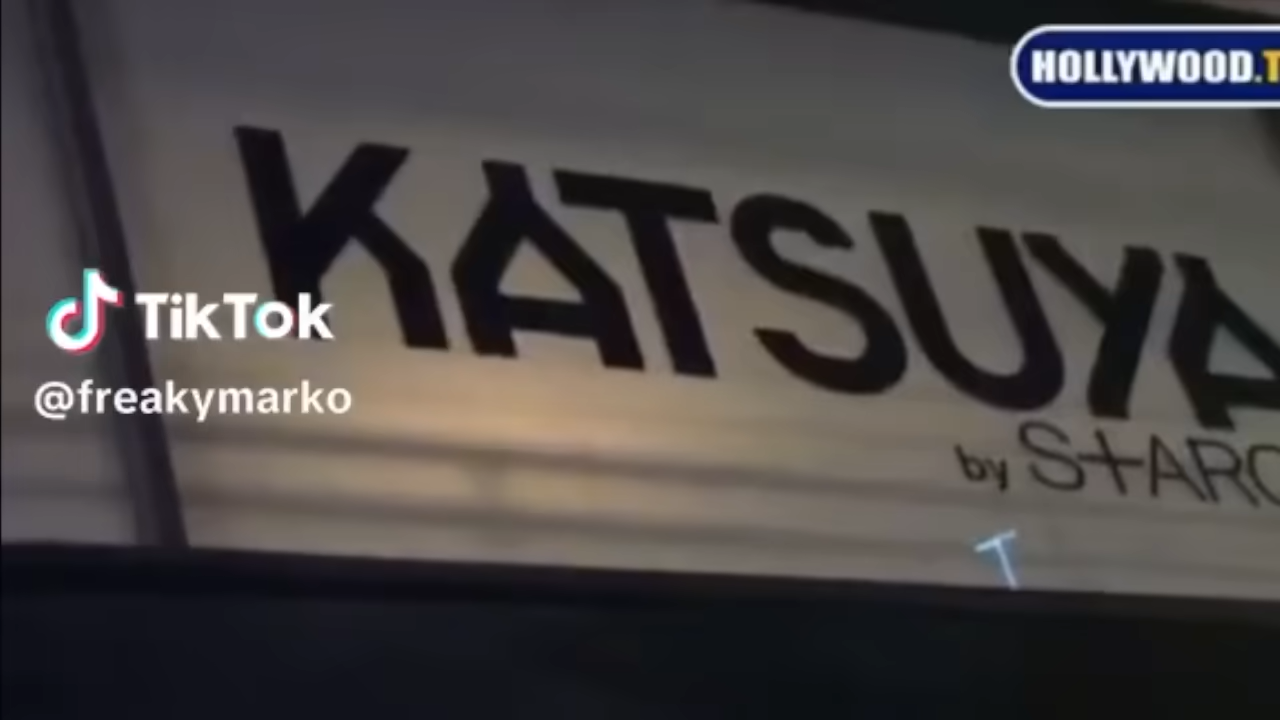 HOLLYWOOD.T
KATSUYA
TikTok
@freakymarko
by S+ARC
T